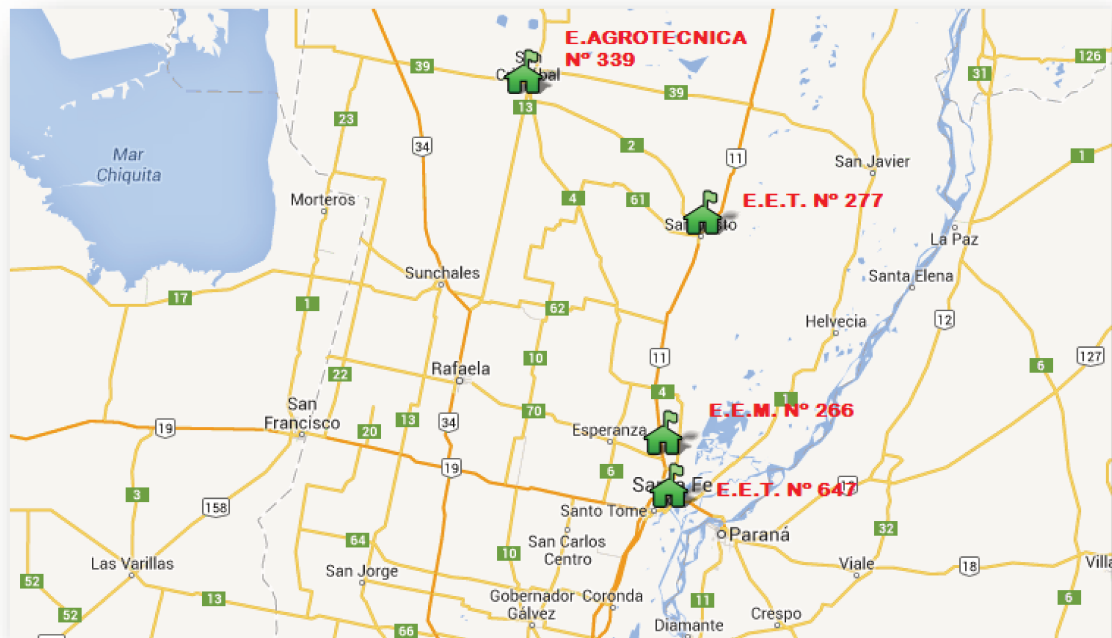 E.AGROTECNICA
Nº 339
126
39
31
13
39
23
34
2
11
1
Mar
Chiquita
San Javier
Morteros
4
61
E.E.T. Nº 277
La Paz
Sunchales
Santa Elena
17
1
62
12
Helvecia
11
127
10
Rafaela
22
6
4
1
San
Francisco
70
E.E.M. Nº 266
13
34
19
20
Esperanza
19
6
3
Santa Fe
E.E.T. Nº 647
12
158
Santo Tome
32
Paraná
64
San Carlos
Centro
10
Las Varillas
San Jorge
Viale
18
Villa
52
13
Gobernador
Gálvez
Coronda
11
6
52
66
Crespo
Diamante